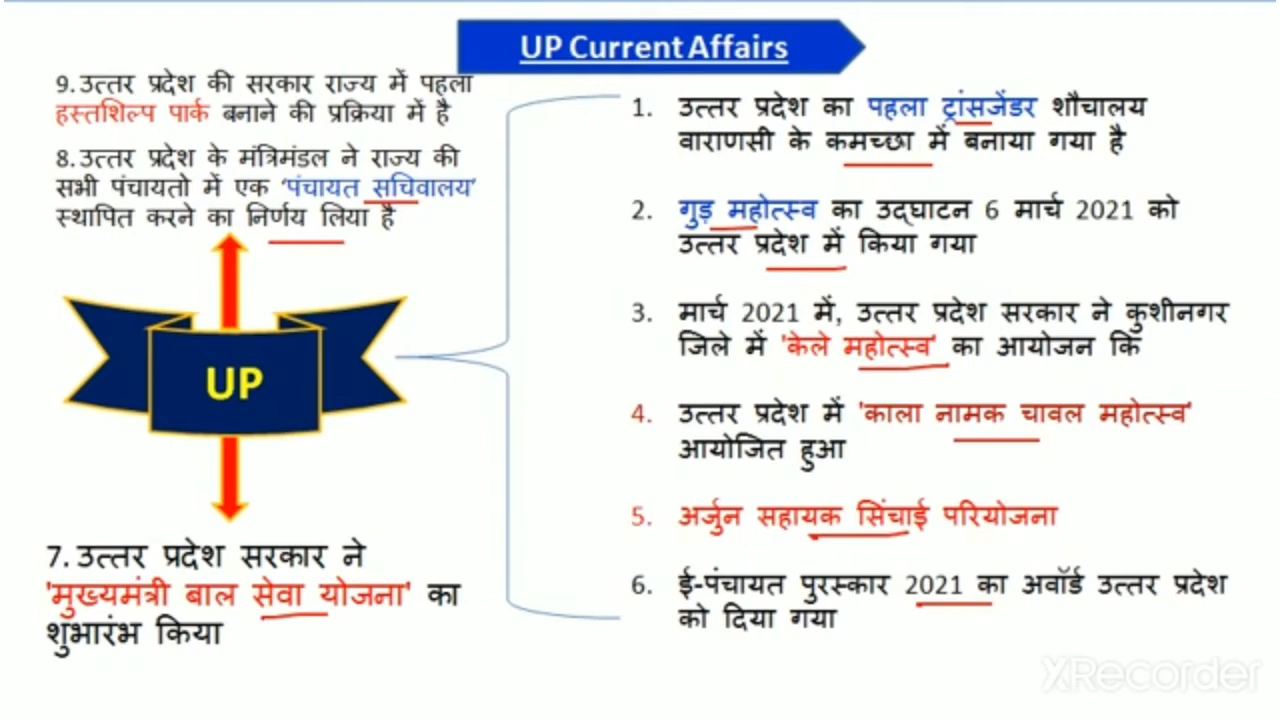 UP Current Affairs
9. उत्तर प्रदेश की सरकार राज्य में पहला
हस्तशिल्प पार्क बनाने की प्रक्रिया में है
8. उत्तर प्रदेश के मंत्रिमंडल ने राज्य की
सभी पंचायतो में एक ‘पंचायत सचिवालय’
स्थापित करने का निर्णय लिया है
UP
7. उत्तर प्रदेश सरकार ने
'मुख्यमंत्री बाल सेवा योजना' का
शुभारंभ किया
1. उत्तर प्रदेश का पहला ट्रांसजेंडर शौचालय
वाराणसी के कमच्छा में बनाया गया है
2. गुड़ महोत्स्व का उद्घाटन 6 मार्च 2021 को
उत्तर प्रदेश में किया गया
3. मार्च 2021 में, उत्तर प्रदेश सरकार ने कुशीनगर
जिले में 'केले महोत्स्व' का आयोजन कि
4. उत्तर प्रदेश में 'काला नामक चावल महोत्स्व'
आयोजित हुआ
5. अर्जुन सहायक सिंचाई परियोजना
6. ई-पंचायत पुरस्कार 2021 का अवॉर्ड उत्तर प्रदेश
को दिया गया
XRecorder